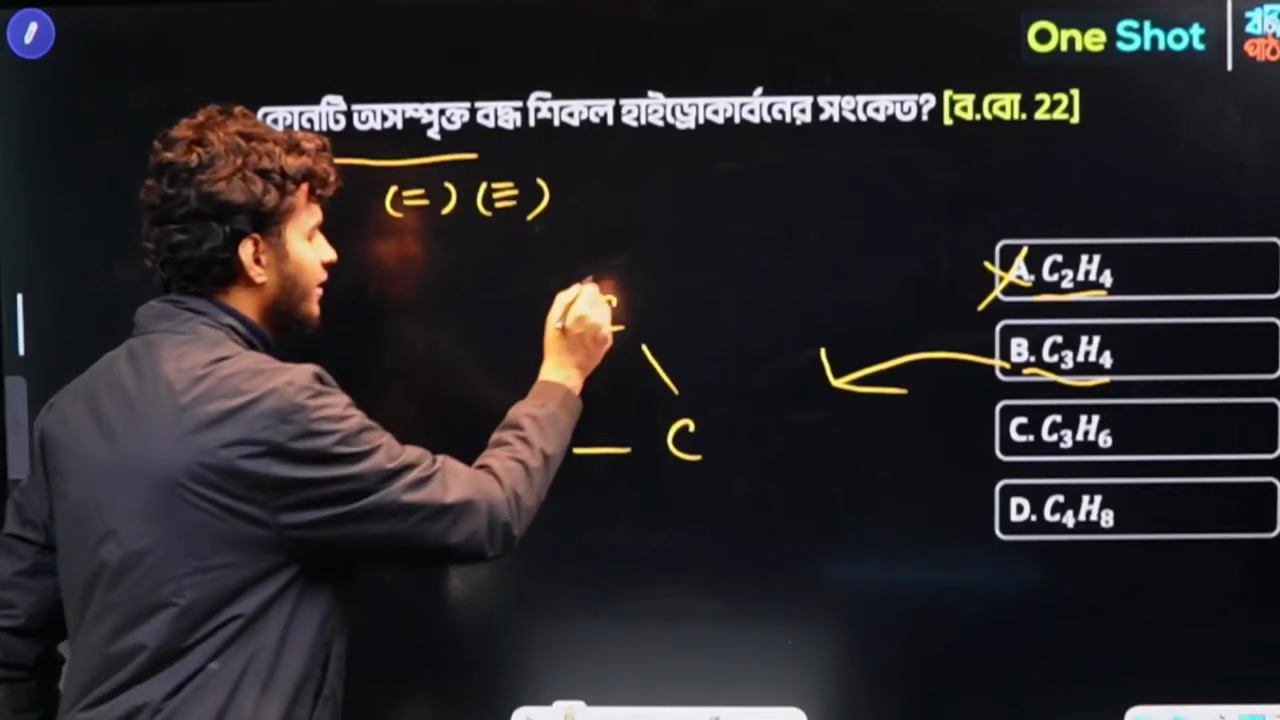 One Shot
কোনটি অসম্পৃক্ত বদ্ধ শিকল হাইড্রোকার্বনের সংকেত? [ব.বো. 22]
(=) (≡)
A. C₂H₄
B. C₃H₄
C. C₃H₆
C
D. C₄H₈